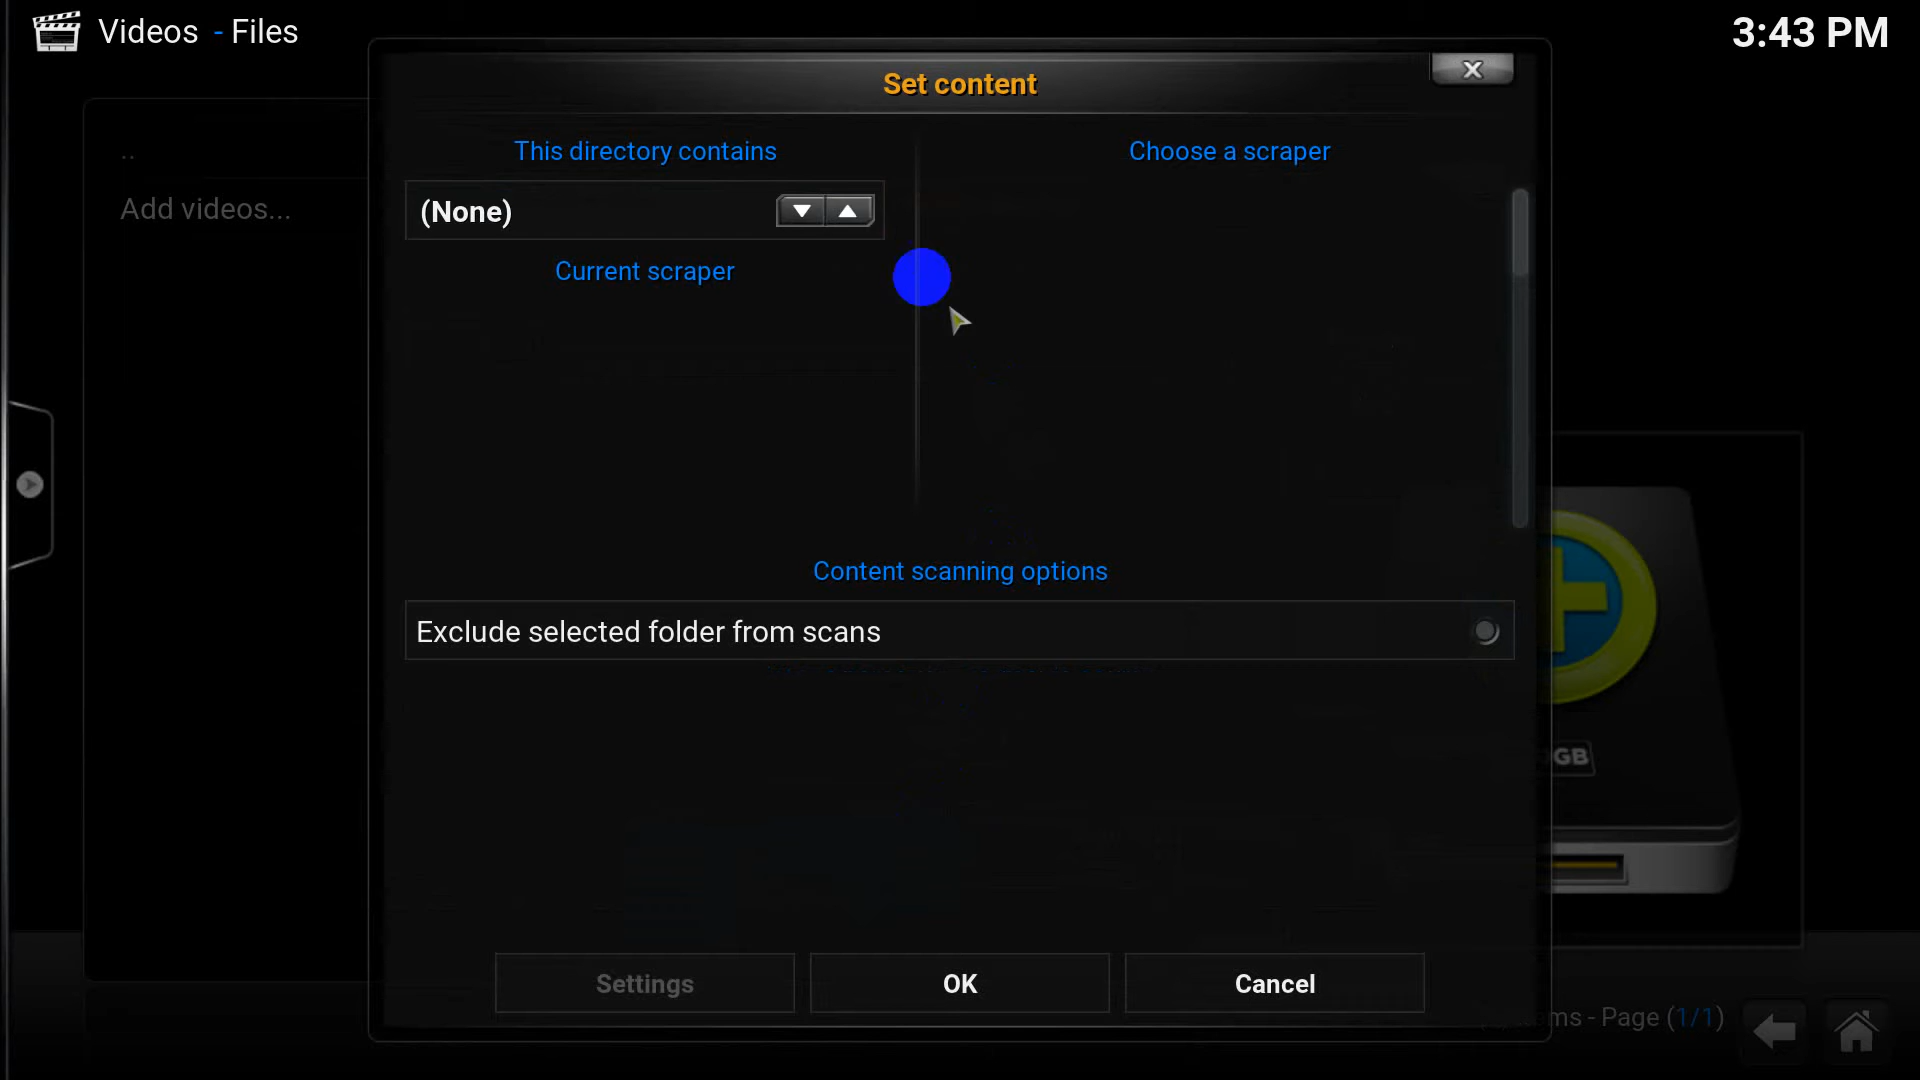 Videos - Files
3:43 PM
Set content
This directory contains
Choose a scraper
..
(None)
Add videos...
Current scraper
Content scanning options
Exclude selected folder from scans
GB
Settings
OK
Cancel
- Page (1/1)